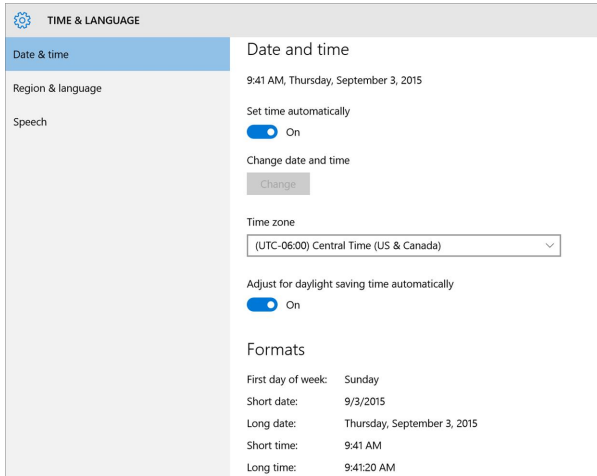 TIME & LANGUAGE
Date & time
Region & language
Speech
Date and time
9:41 AM, Thursday, September 3, 2015
Set time automatically
On
Change date and time
Change
Time zone
(UTC-06:00) Central Time (US & Canada)
Adjust for daylight saving time automatically
On
Formats
First day of week: Sunday
Short date: 9/3/2015
Long date: Thursday, September 3, 2015
Short time: 9:41 AM
Long time: 9:41:20 AM